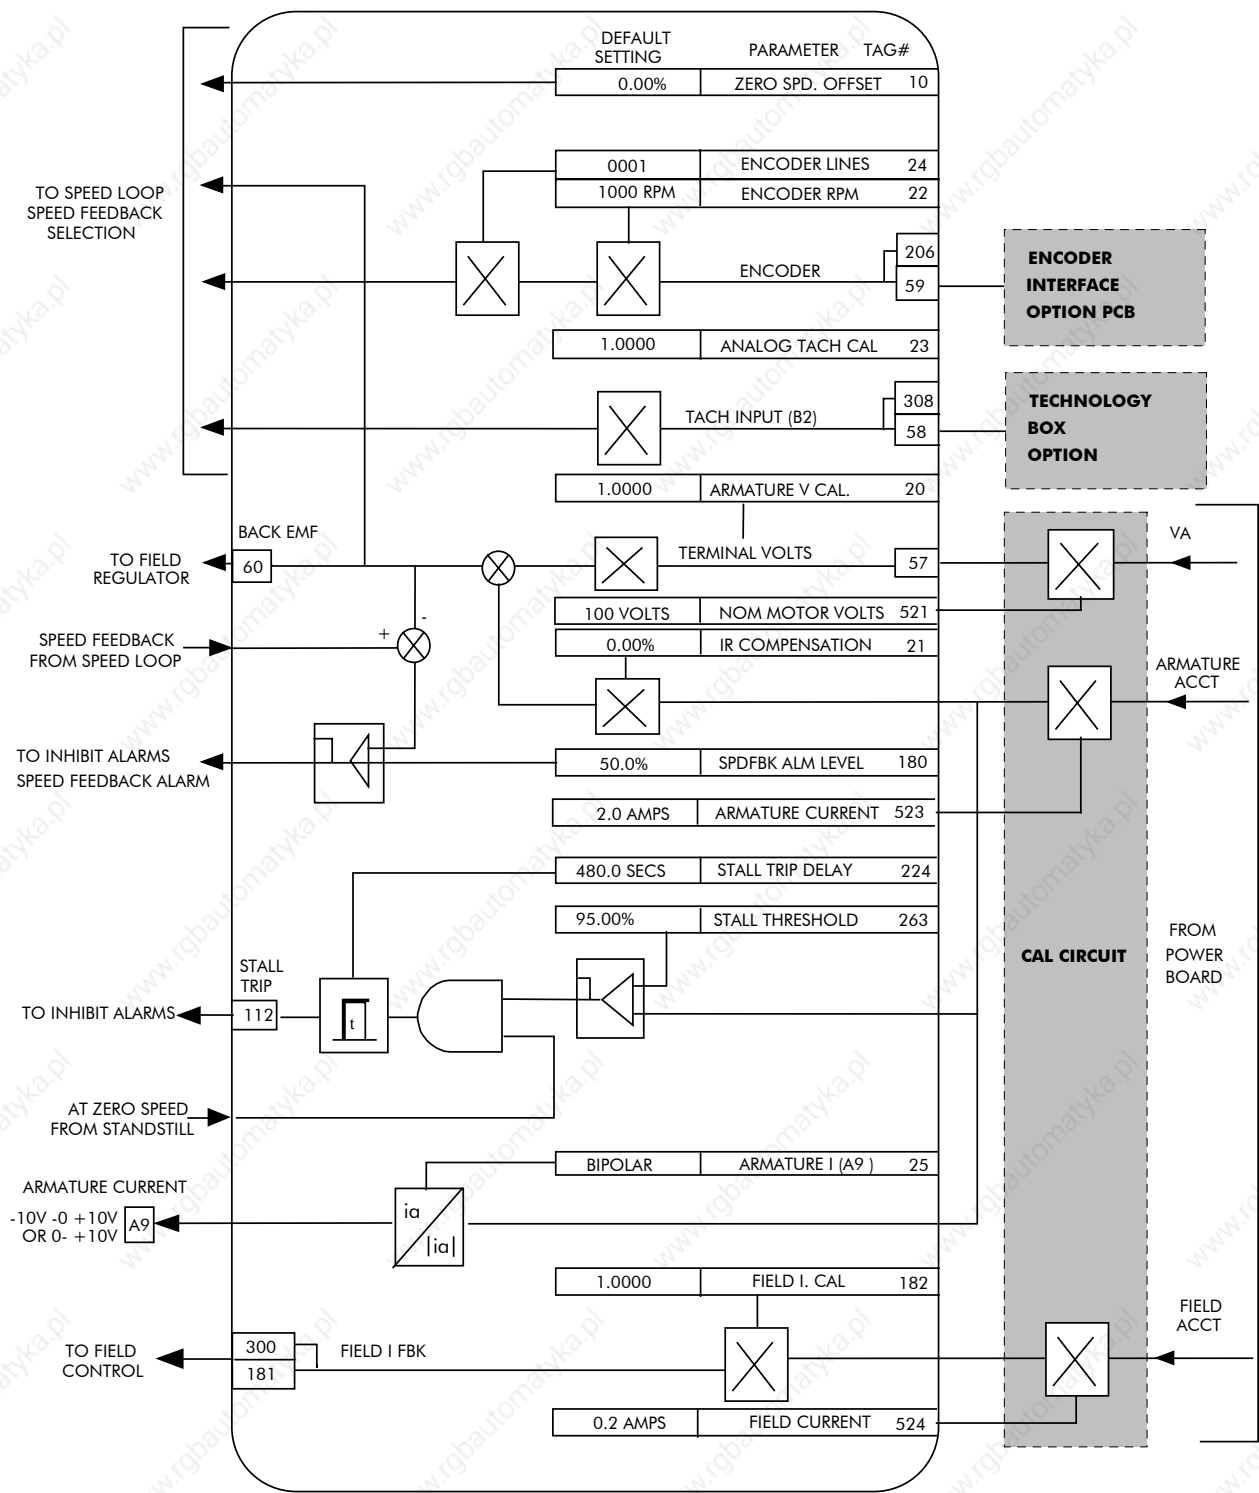 DEFAULT
SETTING
PARAMETER TAG#
0.00% ZERO SPD. OFFSET 10
0001 ENCODER LINES 24
1000 RPM ENCODER RPM 22
TO SPEED LOOP
SPEED FEEDBACK
SELECTION
206
ENCODER
59
ENCODER
INTERFACE
OPTION PCB
1.0000 ANALOG TACH CAL 23
308
TACH INPUT (B2)
58
TECHNOLOGY
BOX
OPTION
1.0000 ARMATURE V CAL. 20
BACK EMF
TO FIELD
REGULATOR
60
TERMINAL VOLTS
57
VA
100 VOLTS NOM MOTOR VOLTS 521
-
+
SPEED FEEDBACK
FROM SPEED LOOP
0.00% IR COMPENSATION 21
ARMATURE
ACCT
TO INHIBIT ALARMS
SPEED FEEDBACK ALARM
50.0% SPDFBK ALM LEVEL 180
2.0 AMPS ARMATURE CURRENT 523
480.0 SECS STALL TRIP DELAY 224
95.00% STALL THRESHOLD 263
CAL CIRCUIT
FROM
POWER
BOARD
STALL
TRIP
TO INHIBIT ALARMS
112
t
AT ZERO SPEED
FROM STANDSTILL
BIPOLAR ARMATURE I (A9 ) 25
ARMATURE CURRENT
-10V -0 +10V
OR 0- +10V
A9
ia
|ia|
1.0000 FIELD I. CAL 182
FIELD
ACCT
TO FIELD
CONTROL
300
181
FIELD I FBK
0.2 AMPS FIELD CURRENT 524
www.rgbautomatyka.pl